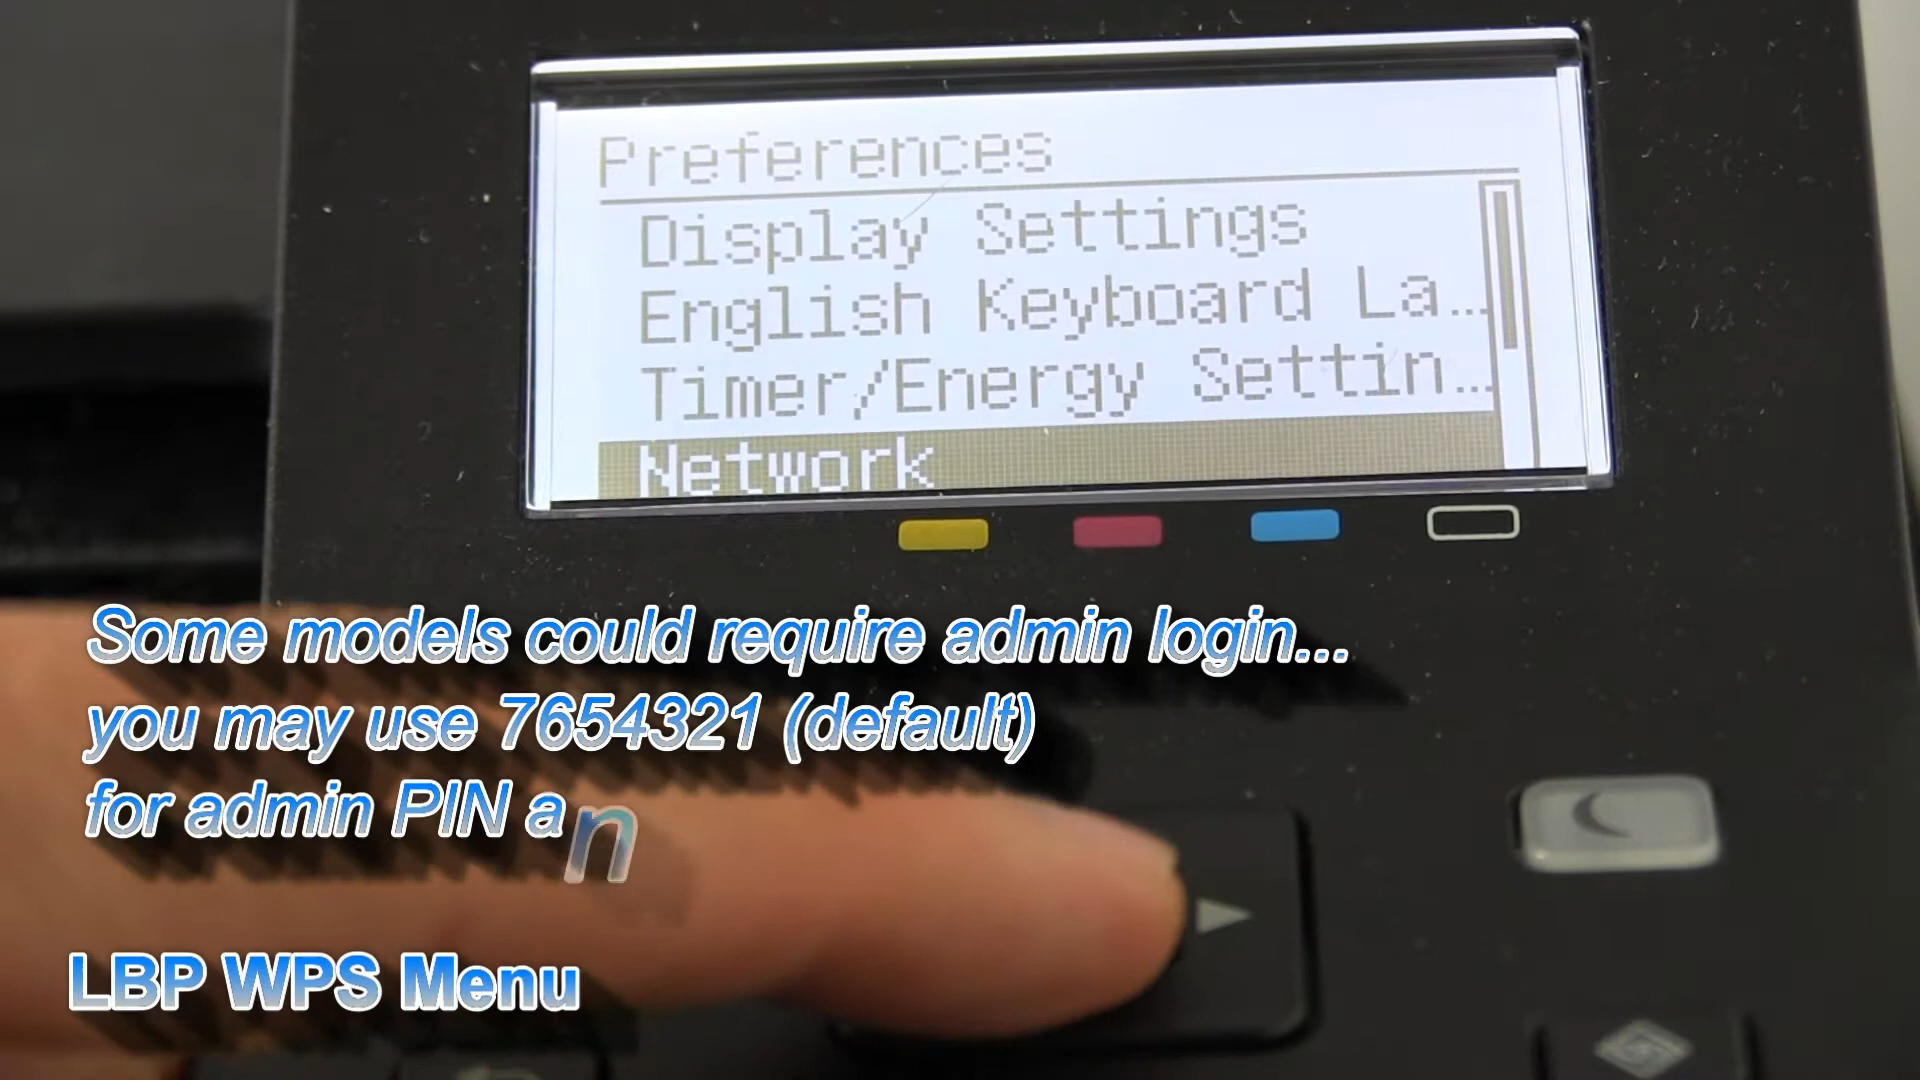 Preferences
Display Settings
English Keyboard La...
Timer/Energy Settin...
Network
Some models could require admin login...
you may use 7654321 (default)
for admin PIN an
LBP WPS Menu